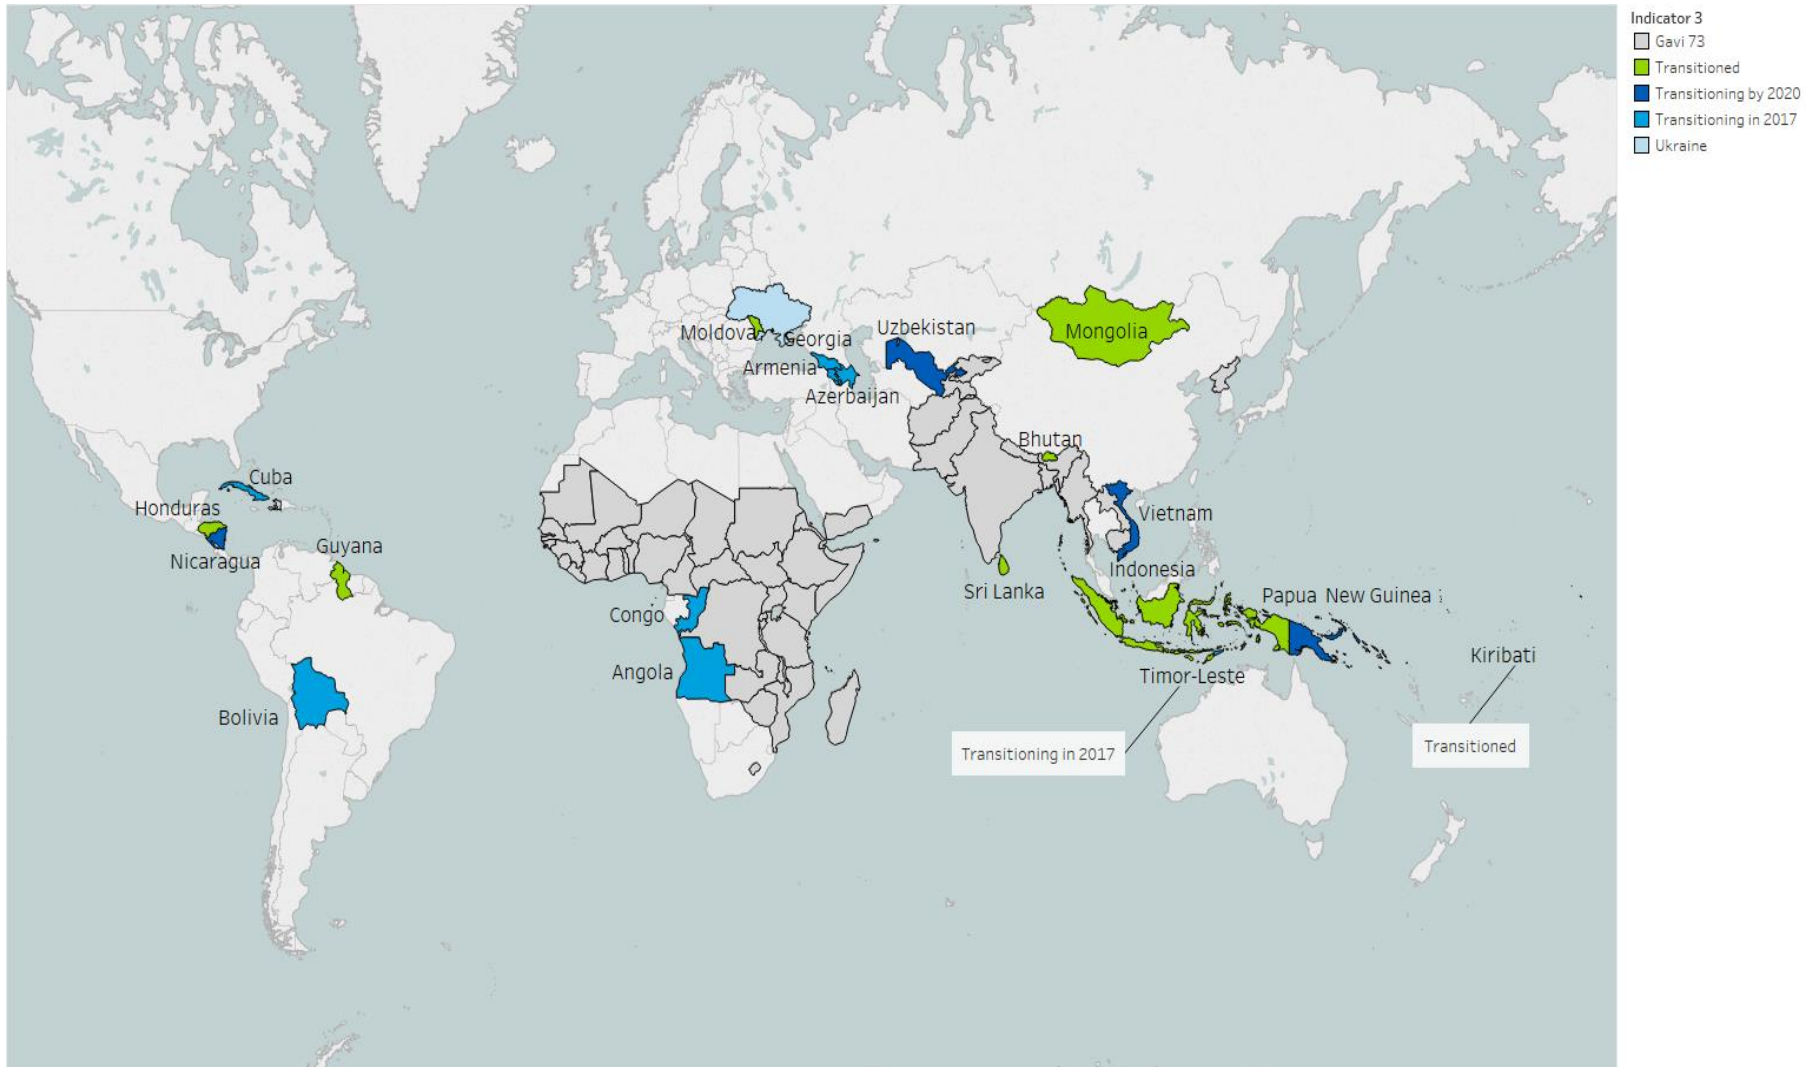 Indicator 3
Gavi 73
Transitioned
Transitioning by 2020
Transitioning in 2017
Ukraine
Uzbekistan
Moldova
Georgia
Mongolia
Armenia
Azerbaijan
Bhutan
Cuba
Honduras
Vietnam
Guyana
Nicaragua
Indonesia
Sri Lanka
Papua New Guinea
Congo
Kiribati
Angola
Timor-Leste
Bolivia
Transitioning in 2017
Transitioned